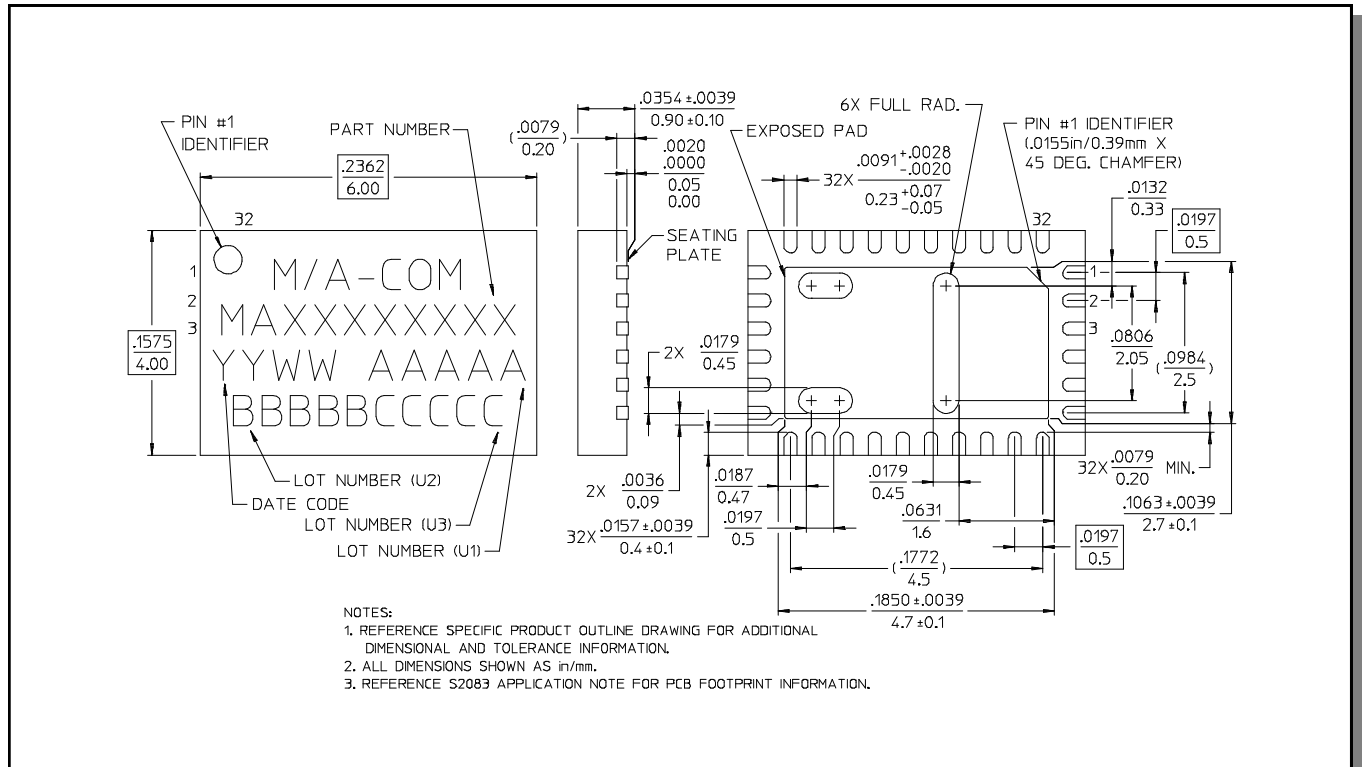 PIN #1
IDENTIFIER
PART NUMBER
.2362
6.00
32
1
2
3
M/A-COM
MAXXXXXXXXX
YYWW AAAAA
BBBBBCCCCC
.1575
4.00
LOT NUMBER (U2)
DATE CODE
LOT NUMBER (U3)
LOT NUMBER (U1)
.0354 ±.0039
0.90 ±0.10
(.0079
0.20)
.0020
.0000
0.05
0.00
SEATING
PLATE
EXPOSED PAD
6X FULL RAD.
32X .0091 +.0028
-.0020
0.23 +0.07
-0.05
PIN #1 IDENTIFIER
(.0155in/0.39mm X
45 DEG. CHAMFER)
32
.0132
0.33
.0197
0.5
1
2
3
2X .0179
0.45
.0806
2.05
(.0984
2.5)
2X .0036
0.09
32X .0157 ±.0039
0.4 ±0.1
.0187
0.47
.0197
0.5
.0179
0.45
.0631
1.6
32X .0079
0.20 MIN.
.1063 ±.0039
2.7 ±0.1
.0197
0.5
(.1772
4.5)
.1850 ±.0039
4.7 ±0.1
NOTES:
1. REFERENCE SPECIFIC PRODUCT OUTLINE DRAWING FOR ADDITIONAL
DIMENSIONAL AND TOLERANCE INFORMATION.
2. ALL DIMENSIONS SHOWN AS in/mm.
3. REFERENCE S2083 APPLICATION NOTE FOR PCB FOOTPRINT INFORMATION.